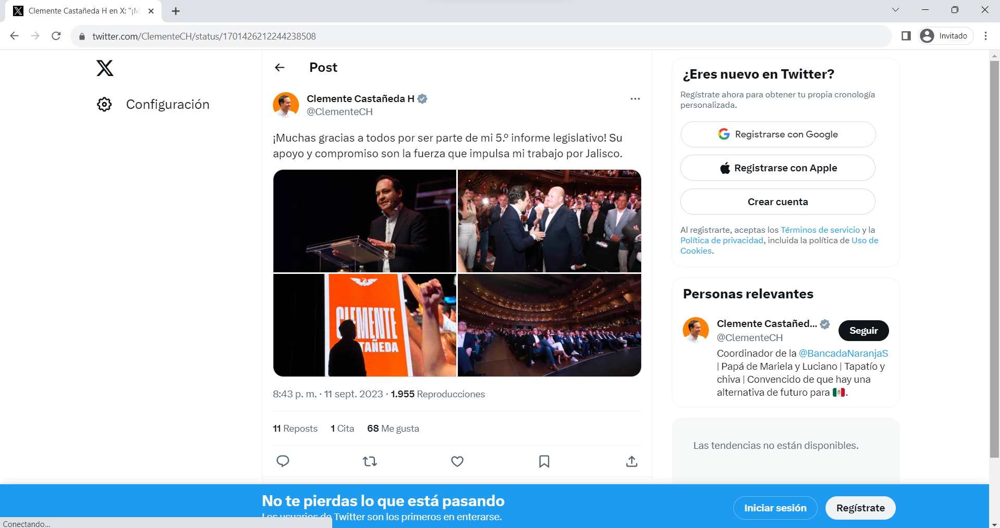 Clemente Castañeda H en X: "¡M
twitter.com/ClementeCH/status/1701426212244238508
Invitado
Configuración
Post
Clemente Castañeda H
@ClementeCH
¡Muchas gracias a todos por ser parte de mi 5.º informe legislativo! Su
apoyo y compromiso son la fuerza que impulsa mi trabajo por Jalisco.
CLEMENTE
TAÑEDA
8:43 p. m. · 11 sept. 2023 · 1.955 Reproducciones
11 Reposts 1 Cita 68 Me gusta
¿Eres nuevo en Twitter?
Regístrate ahora para obtener tu propia cronología
personalizada.
Registrarse con Google
Registrarse con Apple
Crear cuenta
Al registrarte, aceptas los Términos de servicio y la
Política de privacidad, incluida la política de Uso de
Cookies.
Personas relevantes
Clemente Castañed...
@ClementeCH
Seguir
Coordinador de la @BancadaNaranjaS
| Papá de Mariela y Luciano | Tapatío y
chiva | Convencido de que hay una
alternativa de futuro para 🇲🇽.
Las tendencias no están disponibles.
No te pierdas lo que está pasando
Los usuarios de Twitter son los primeros en enterarse.
Iniciar sesión
Regístrate
Conectando...